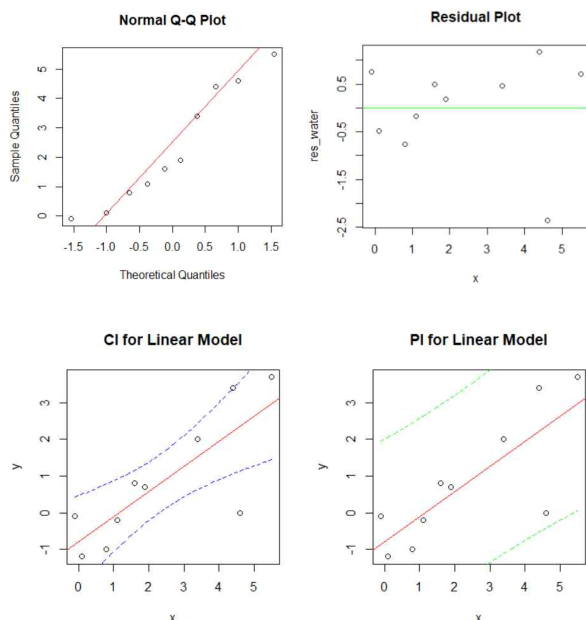 Normal Q-Q Plot
Sample Quantiles
0 1 2 3 4 5
-1.5 -1.0 -0.5 0.0 0.5 1.0 1.5
Theoretical Quantiles
Residual Plot
res_water
-2.5 -1.5 -0.5 0.5
0 1 2 3 4 5
x
CI for Linear Model
y
-1 0 1 2 3
0 1 2 3 4 5
x
PI for Linear Model
y
-1 0 1 2 3
0 1 2 3 4 5
x